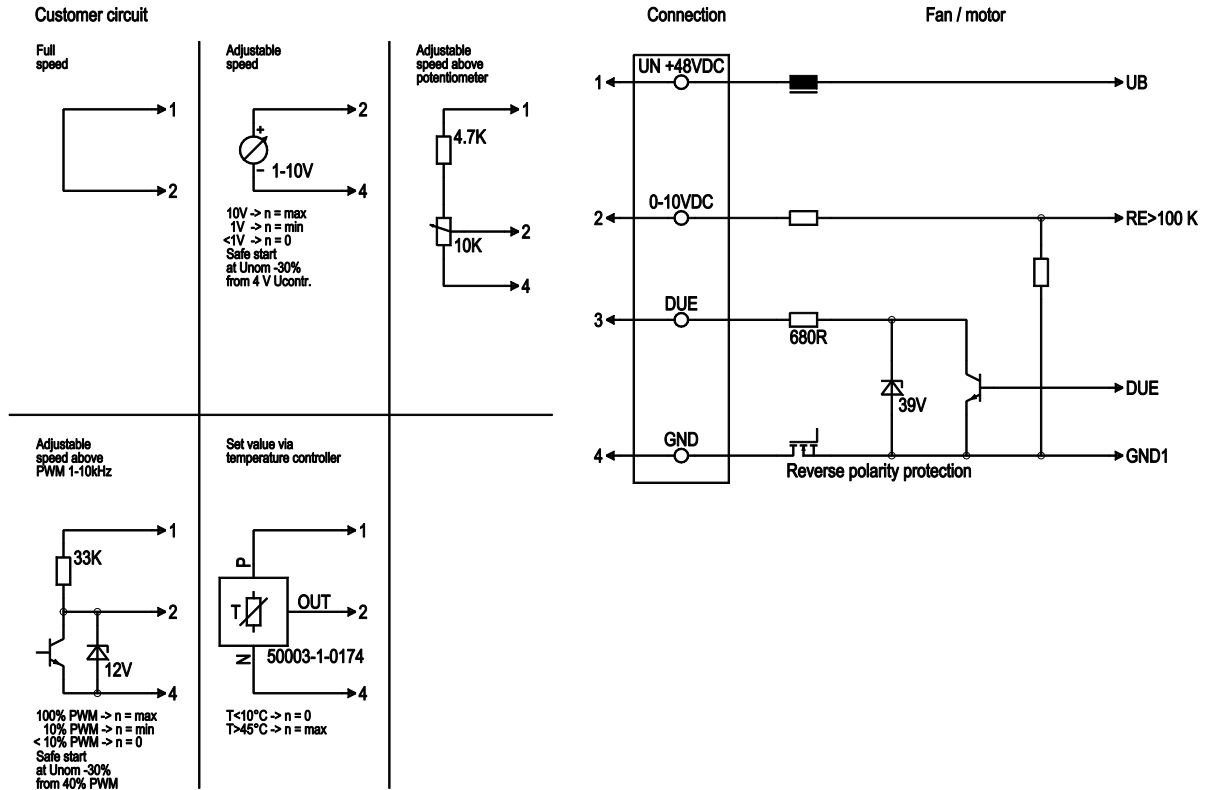 Customer circuit
Full
speed
1
2
Adjustable
speed
2
+
1-10V
−
4
10V -> n = max
1V -> n = min
<1V -> n = 0
Safe start
at Unom -30%
from 4 V Ucontr.
Adjustable
speed above
potentiometer
1
4.7K
2
10K
4
Adjustable
speed above
PWM 1-10kHz
1
33K
2
12V
4
100% PWM -> n = max
10% PWM -> n = min
< 10% PWM -> n = 0
Safe start
at Unom -30%
from 40% PWM
Set value via
temperature controller
1
P
T
OUT
2
N
50003-1-0174
4
T<10°C -> n = 0
T>45°C -> n = max
Connection
Fan / motor
UN +48VDC
1
UB
0-10VDC
2
RE>100 K
DUE
3
680R
39V
DUE
GND
4
GND1
Reverse polarity protection